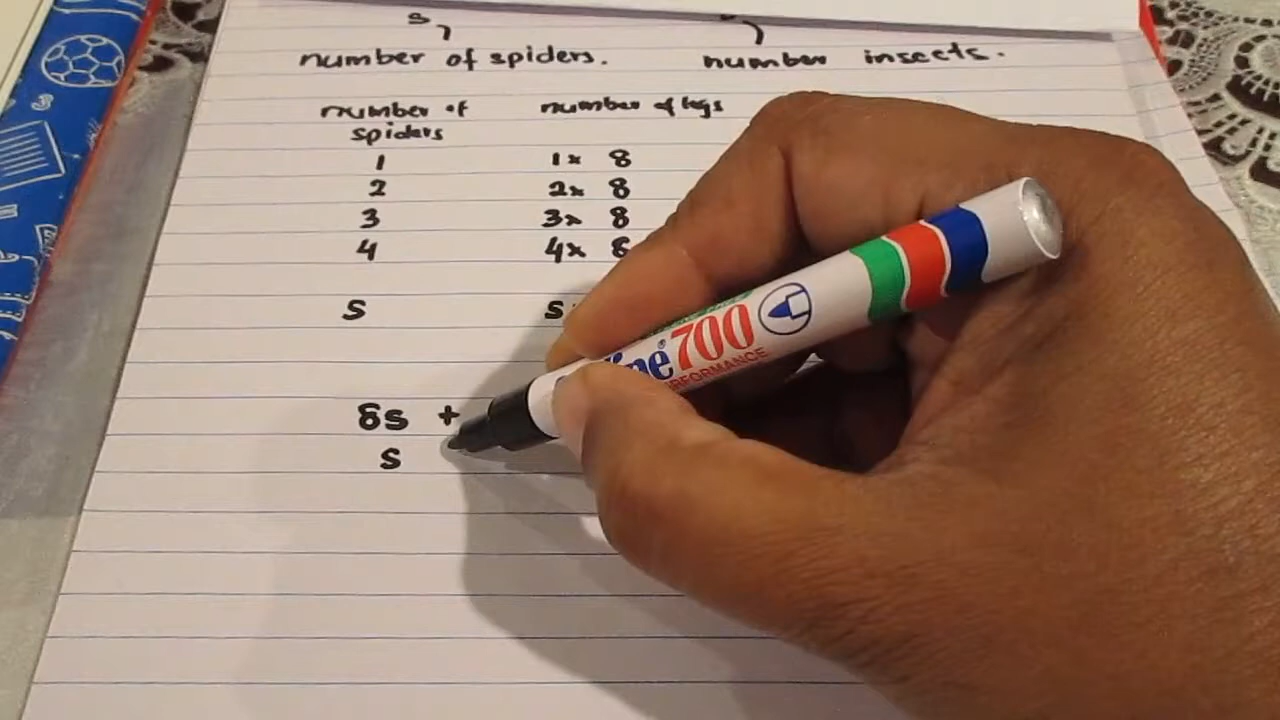 s
number of spiders. number insects.
number of number of legs
spiders
1 1 x 8
2 2x 8
3 3x 8
4 4x 8
s s
8s +
s
700
PERFORMANCE